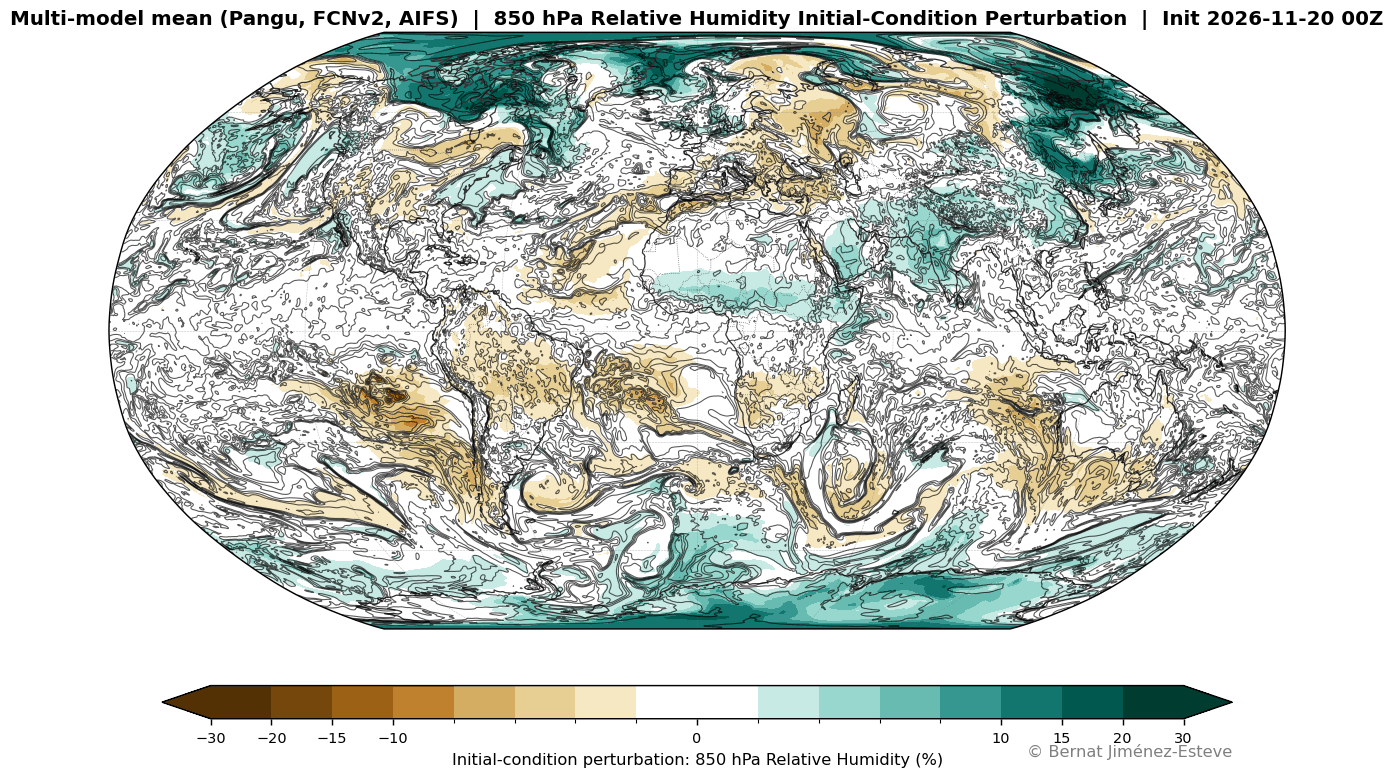 Multi-model mean (Pangu, FCNv2, AIFS)  |  850 hPa Relative Humidity Initial-Condition Perturbation  |  Init 2026-11-20 00Z
−30 −20 −15 −10 0 10 15 20 30
© Bernat Jiménez-Esteve
Initial-condition perturbation: 850 hPa Relative Humidity (%)